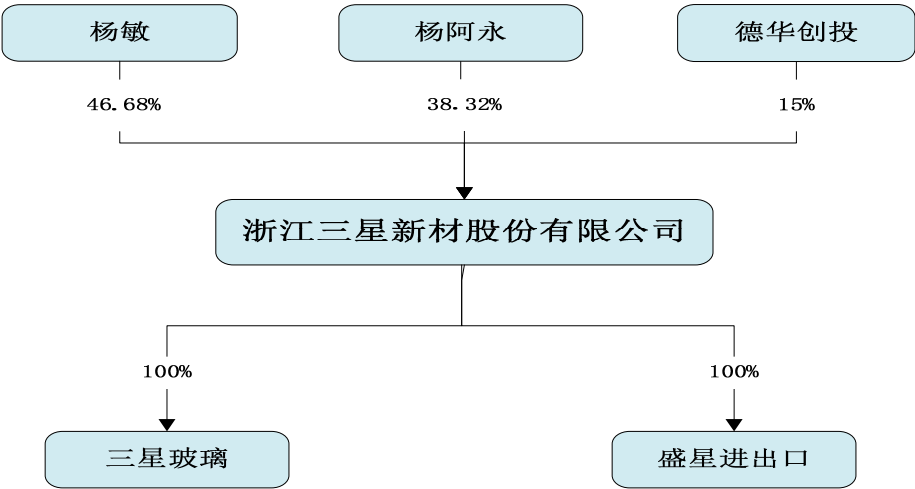 杨敏
杨阿永
德华创投
46.68%
38.32%
15%
浙江三星新材股份有限公司
100%
100%
三星玻璃
盛星进出口